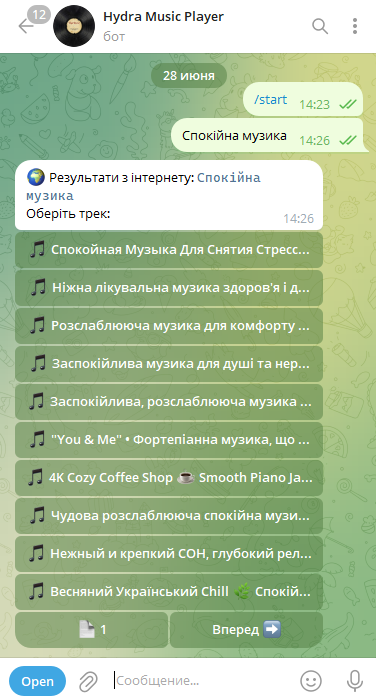 12
Hydra Music Player
бот
28 июня
/start 14:23
Спокійна музика 14:26
🌍 Результати з інтернету: Спокійна
музика
Оберіть трек:
14:26
🎵 Спокойная Музыка Для Снятия Стресс...
🎵 Ніжна лікувальна музика здоров'я і д...
🎵 Розслаблююча музика для комфорту ...
🎵 Заспокійлива музика для душі та нер...
🎵 Заспокійлива, розслаблююча музика ...
🎵 "You & Me" • Фортепіанна музика, що ...
🎵 4K Cozy Coffee Shop ☕ Smooth Piano Ja...
🎵 Чудова розслаблююча спокійна музи...
🎵 Нежный и крепкий СОН, глубокий рел...
🎵 Весняний Український Chill 🌿 Спокій...
📄 1 Вперед ➡️
Open Сообщение...